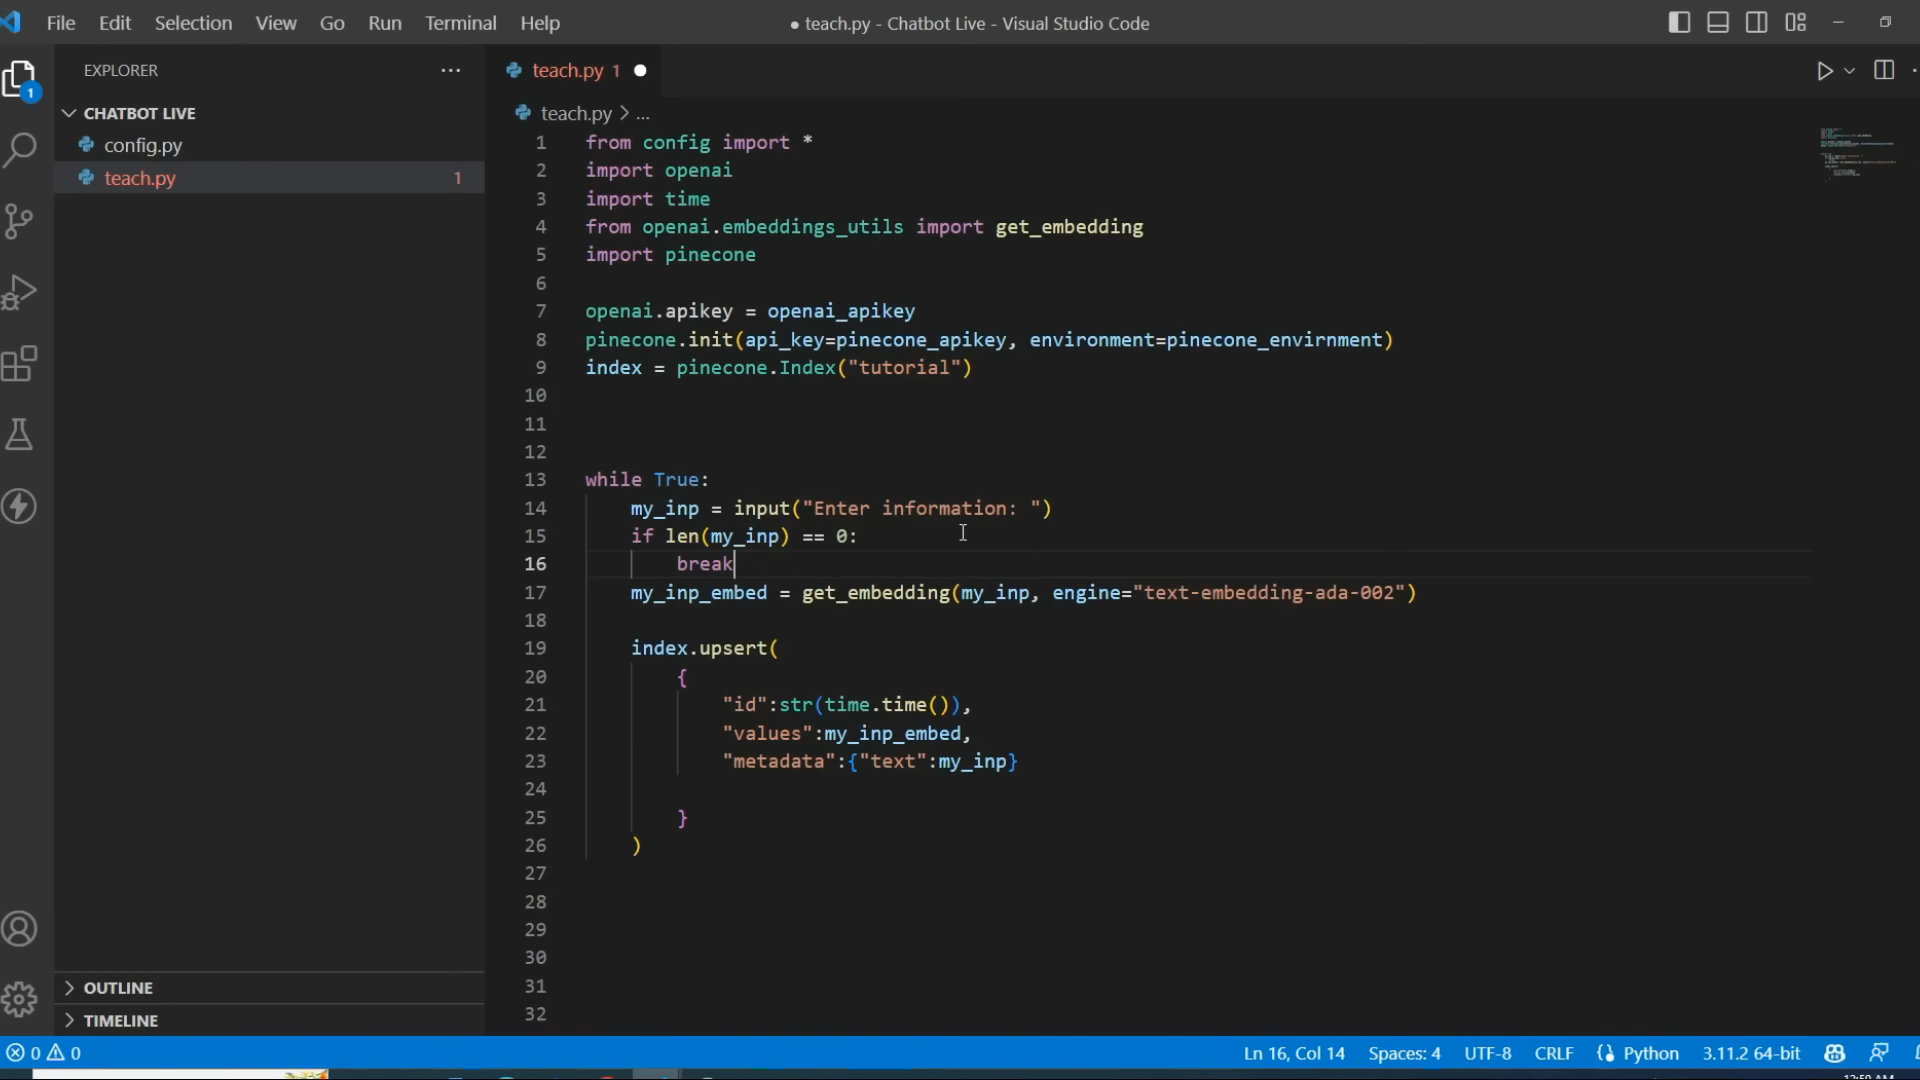 File Edit Selection View Go Run Terminal Help
● teach.py - Chatbot Live - Visual Studio Code
EXPLORER
teach.py 1
CHATBOT LIVE
teach.py > ...
config.py
teach.py 1
1
1 from config import *
2 import openai
3 import time
4 from openai.embeddings_utils import get_embedding
5 import pinecone
6
7 openai.apikey = openai_apikey
8 pinecone.init(api_key=pinecone_apikey, environment=pinecone_envirnment)
9 index = pinecone.Index("tutorial")
10
11
12
13 while True:
14 my_inp = input("Enter information: ")
15 if len(my_inp) == 0:
16 break
17 my_inp_embed = get_embedding(my_inp, engine="text-embedding-ada-002")
18
19 index.upsert(
20 {
21 "id":str(time.time()),
22 "values":my_inp_embed,
23 "metadata":{"text":my_inp}
24
25 }
26 )
27
28
29
30
31
32
OUTLINE
TIMELINE
0 0
Ln 16, Col 14 Spaces: 4 UTF-8 CRLF Python 3.11.2 64-bit